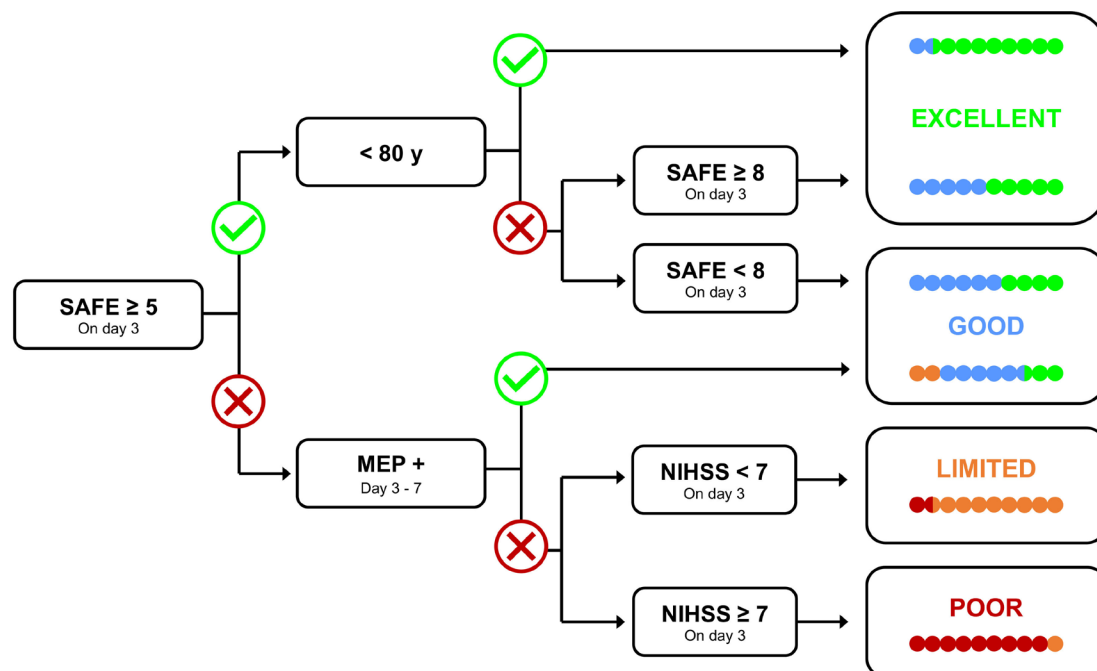 < 80 y
SAFE ≥ 8
On day 3
EXCELLENT
SAFE < 8
On day 3
SAFE ≥ 5
On day 3
GOOD
MEP +
Day 3 - 7
NIHSS < 7
On day 3
LIMITED
NIHSS ≥ 7
On day 3
POOR